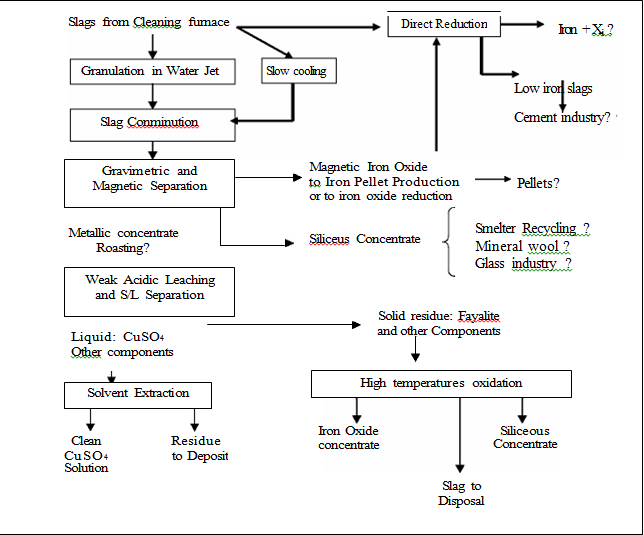 Slags from Cleaning furnace
Direct Reduction
Iron + X ?
Granulation in Water Jet
Slow cooling
Low iron slags
Slag Conminution
Cement industry?
Gravimetric and
Magnetic Separation
Magnetic Iron Oxide
to Iron Pellet Production
or to iron oxide reduction
Pellets?
Metallic concentrate
Roasting?
Siliceus Concentrate
Smelter Recycling ?
Mineral wool ?
Glass industry ?
Weak Acidic Leaching
and S/L Separation
Solid residue: Fayalite
and other Components
Liquid: CuSO4
Other components
High temperatures oxidation
Solvent Extraction
Clean
CuSO4
Solution
Residue
to Deposit
Iron Oxide
concentrate
Siliceous
Concentrate
Slag to
Disposal